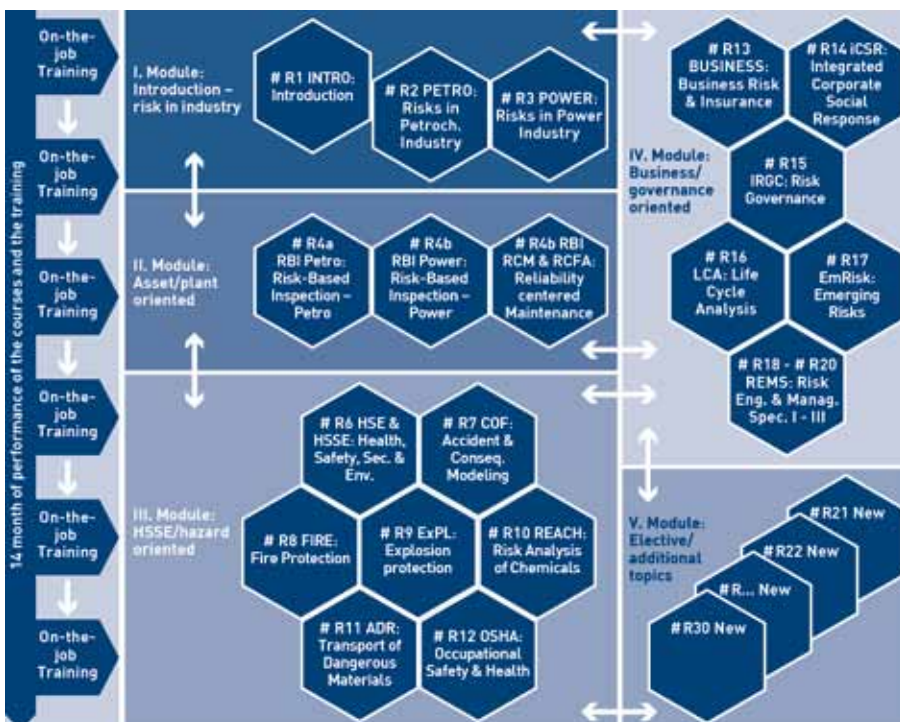 14 month of performance of the courses and the training
On-the-
job
Training
On-the-
job
Training
On-the-
job
Training
On-the-
job
Training
On-the-
job
Training
On-the-
job
Training
I. Module:
Introduction –
risk in industry
# R1 INTRO:
Introduction
# R2 PETRO:
Risks in
Petroch.
Industry
# R3 POWER:
Risks in Power
Industry
II. Module:
Asset/plant
oriented
# R4a
RBI Petro:
Risk-Based
Inspection –
Petro
# R4b
RBI Power:
Risk-Based
Inspection –
Power
# R4b RBI
RCM & RCFA:
Reliability
centered
Maintenance
III. Module:
HSSE/hazard
oriented
# R6 HSE &
HSSE: Health,
Safety, Sec. &
Env.
# R7 COF:
Accident &
Conseq.
Modeling
# R8 FIRE:
Fire Protection
# R9 ExPL:
Explosion
protection
# R10 REACH:
Risk Analysis
of Chemicals
# R11 ADR:
Transport of
Dangerous
Materials
# R12 OSHA:
Occupational
Safety & Health
IV. Module:
Business/
governance
oriented
# R13
BUSINESS:
Business Risk
& Insurance
# R14 iCSR:
Integrated
Corporate
Social
Response
# R15
IRGC: Risk
Governance
# R16
LCA: Life
Cycle
Analysis
# R17
EmRisk:
Emerging
Risks
# R18 - # R20
REMS: Risk
Eng. & Manag.
Spec. I - III
V. Module:
Elective/
additional
topics
#R21 New
#R22 New
#R... New
#R30 New